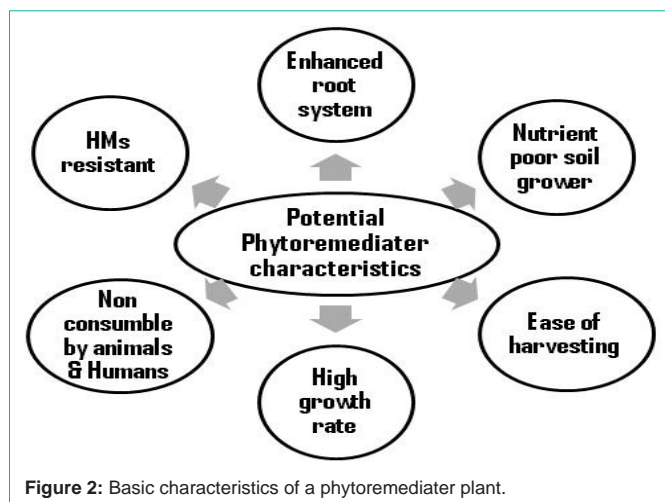 Enhanced
root
system
HMs
resistant
Nutrient
poor soil
grower
Potential
Phytoremediater
characteristics
Non
consumble
by animals
& Humans
Ease of
harvesting
High
growth
rate
Figure 2: Basic characteristics of a phytoremediater plant.